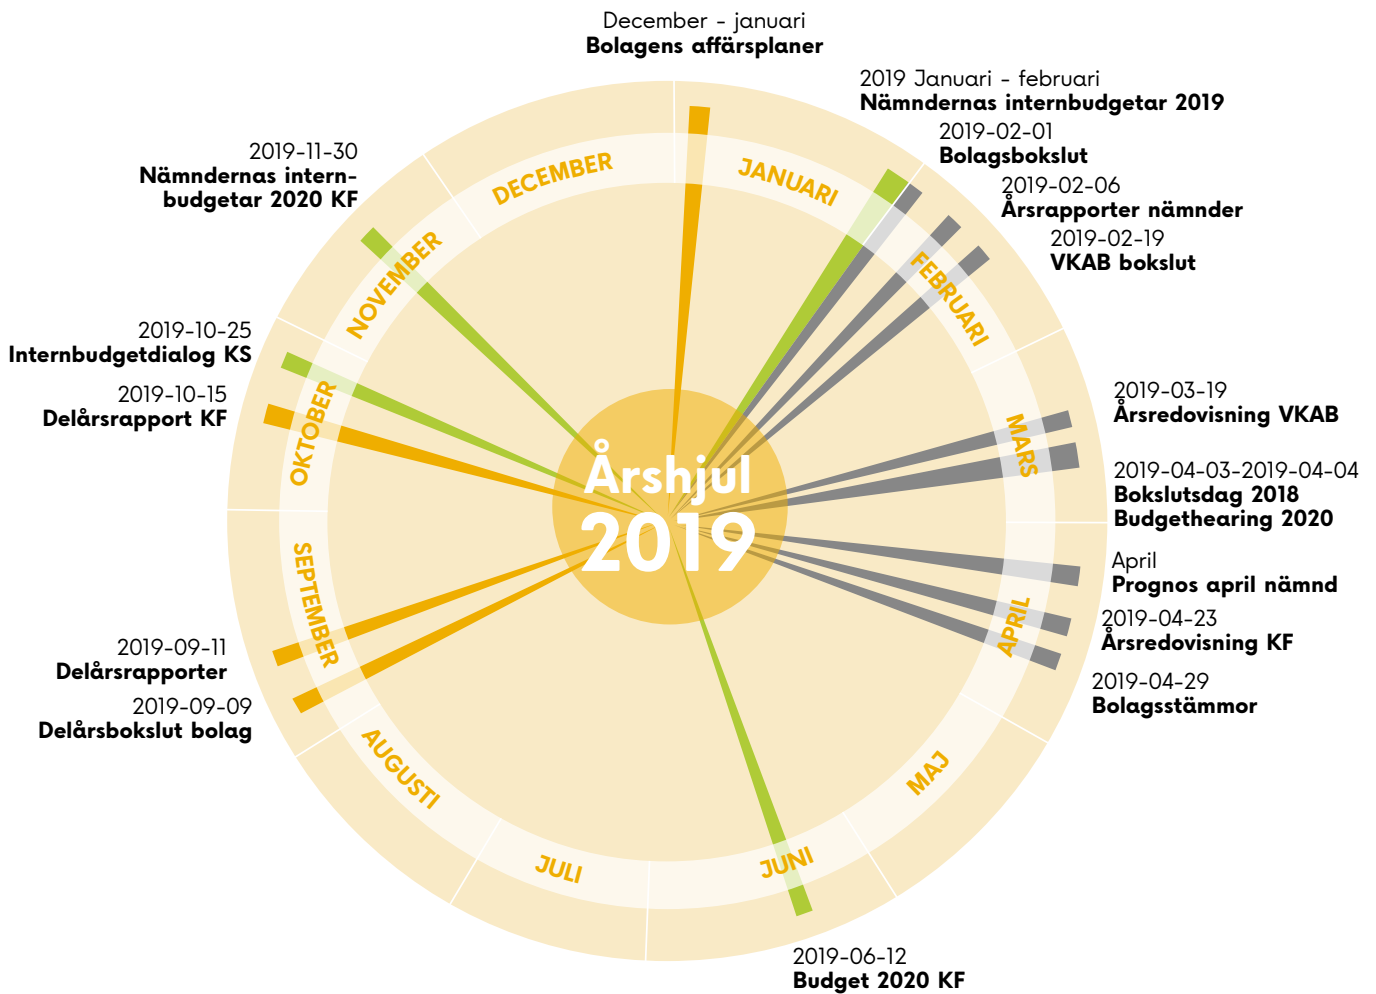 December - januari
Bolagens affärsplaner
2019 Januari - februari
Nämndernas internbudgetar 2019
2019-02-01
Bolagsbokslut
2019-02-06
Årsrapporter nämnder
2019-02-19
VKAB bokslut
2019-03-19
Årsredovisning VKAB
2019-04-03-2019-04-04
Bokslutsdag 2018
Budgethearing 2020
April
Prognos april nämnd
2019-04-23
Årsredovisning KF
2019-04-29
Bolagsstämmor
2019-06-12
Budget 2020 KF
2019-09-09
Delårsbokslut bolag
2019-09-11
Delårsrapporter
2019-10-15
Delårsrapport KF
2019-10-25
Internbudgetdialog KS
2019-11-30
Nämndernas intern-
budgetar 2020 KF
JANUARI
FEBRUARI
MARS
APRIL
MAJ
JUNI
JULI
AUGUSTI
SEPTEMBER
OKTOBER
NOVEMBER
DECEMBER
Årshjul
2019